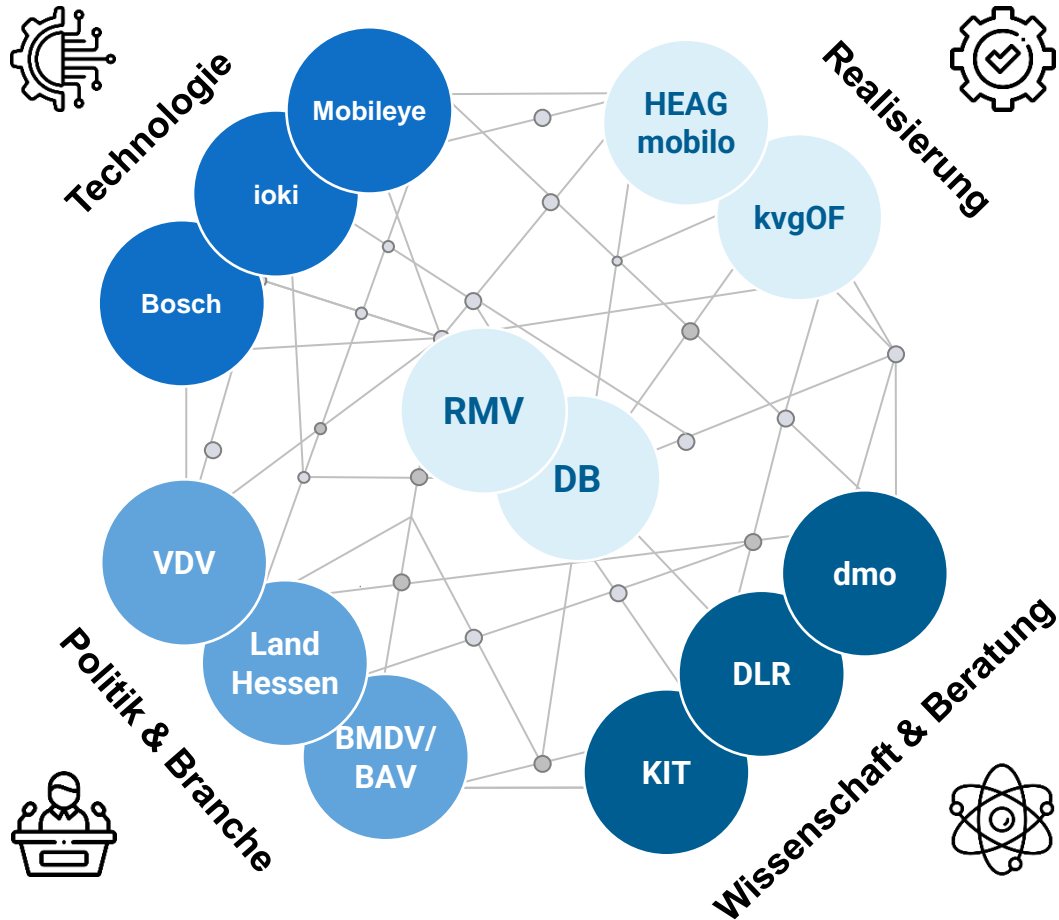 Technologie
Mobileye
ioki
Bosch
Realisierung
HEAG
mobilo
kvgOF
RMV
DB
VDV
Land
Hessen
BMDV/
BAV
Politik & Branche
dmo
DLR
KIT
Wissenschaft & Beratung